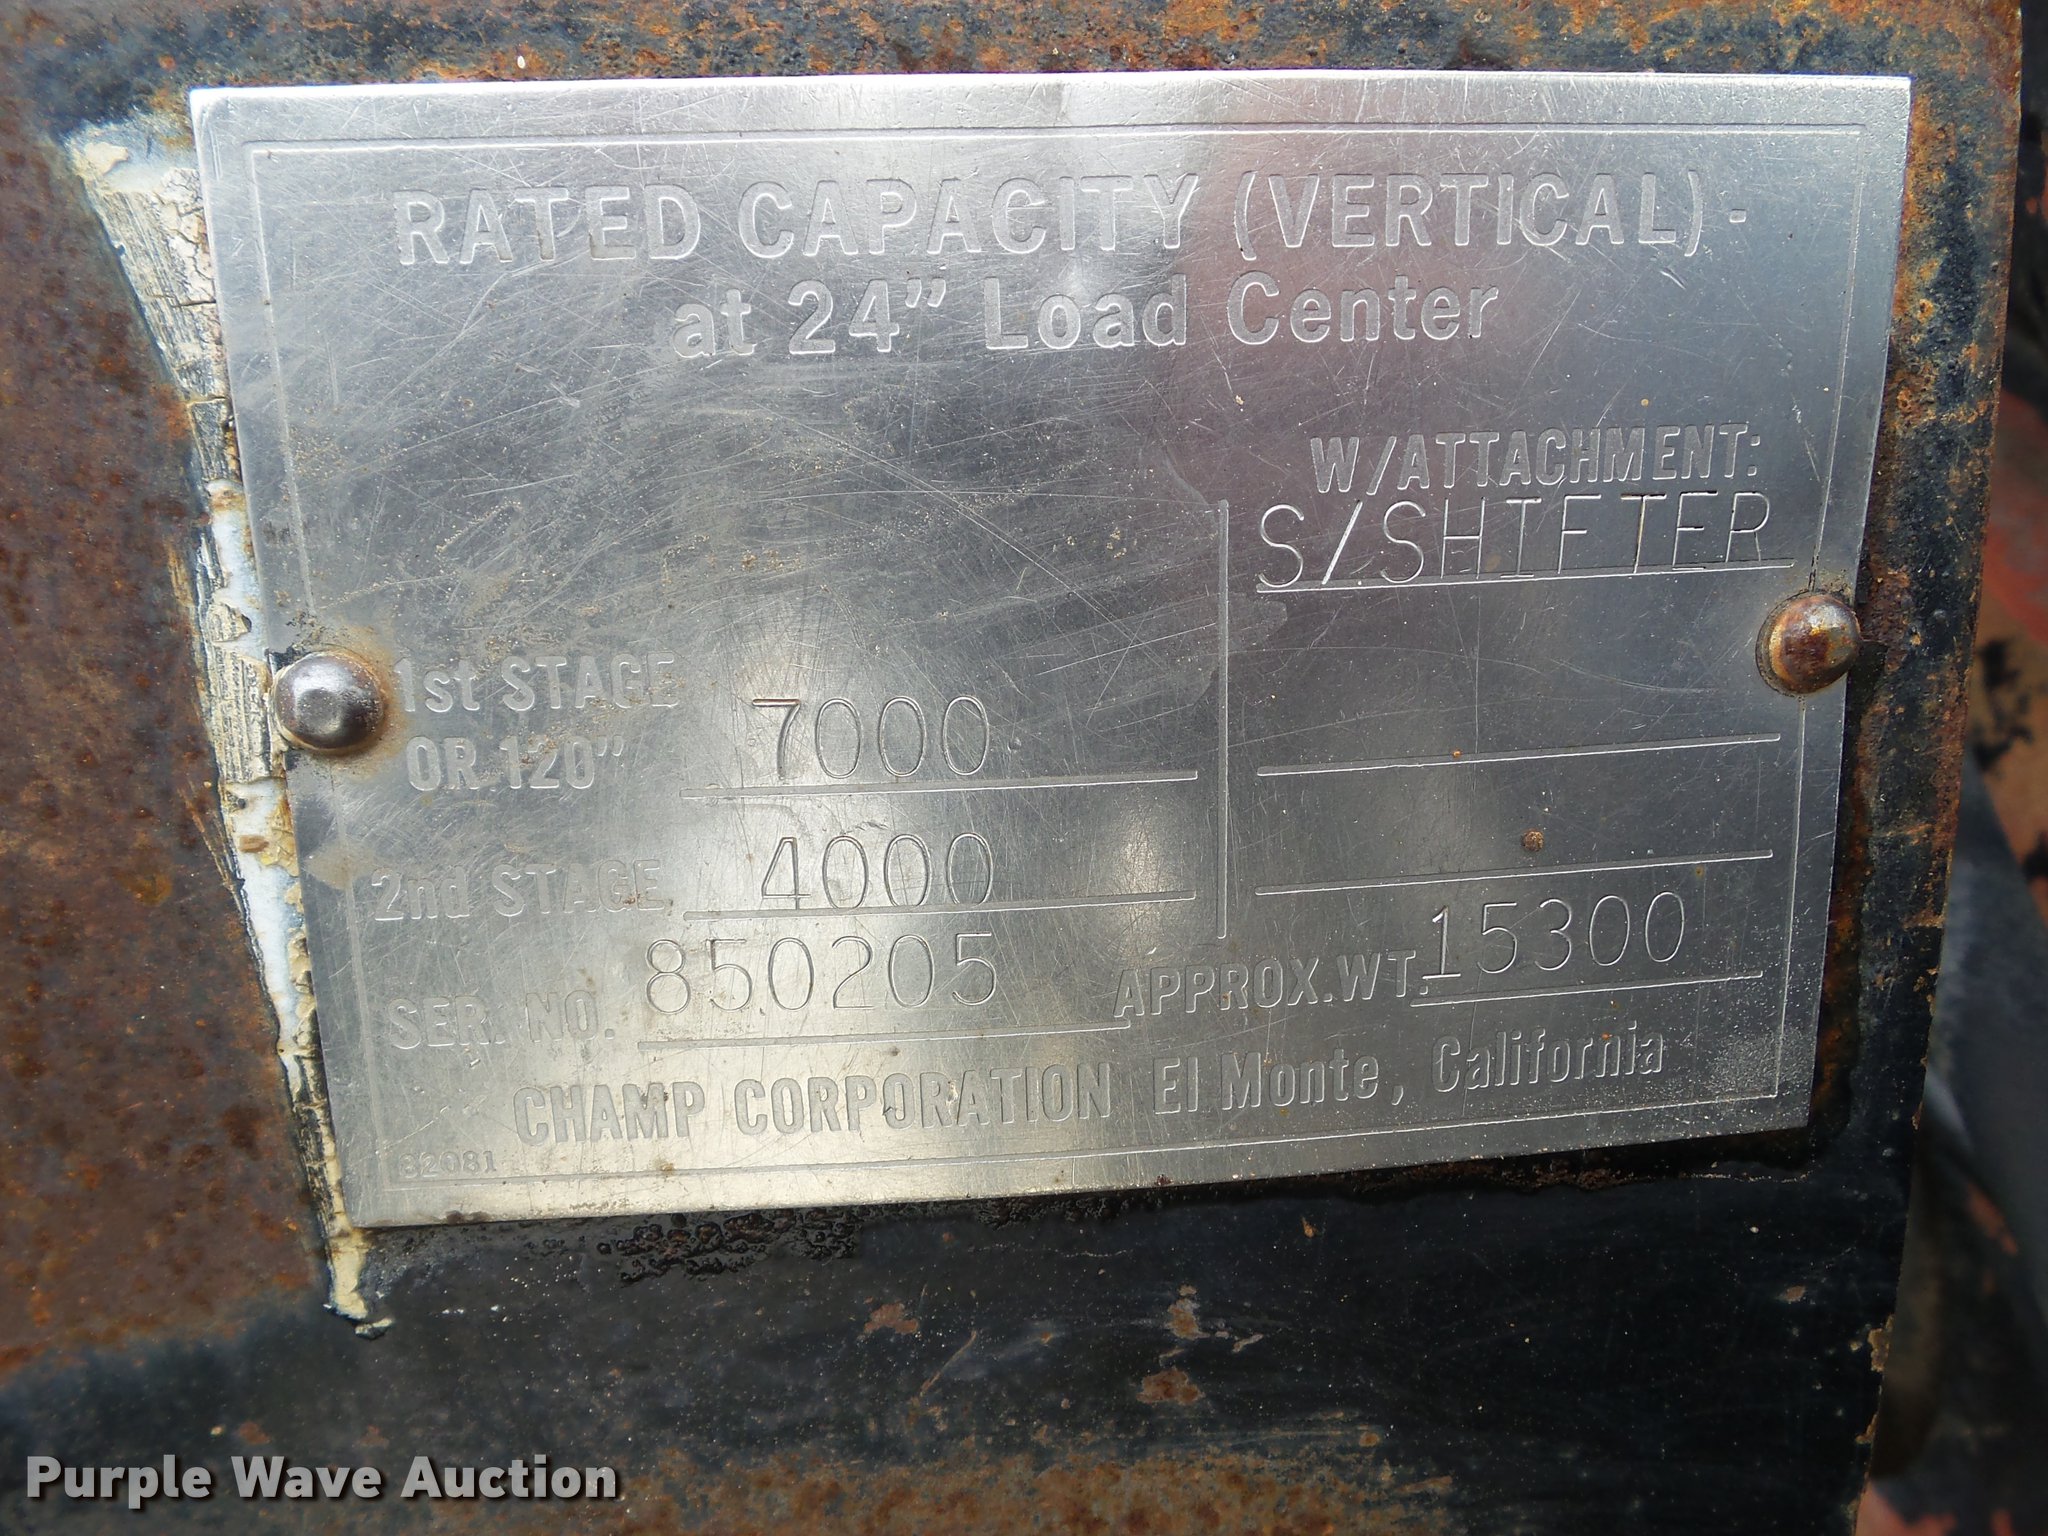 RATED CAPACITY (VERTICAL) -
at 24" Load Center
W/ATTACHMENT:
S/SHIFTER
1st STAGE
OR 120" 7000
2nd STAGE 4000
SER. NO. 850205 APPROX.WT. 15300
CHAMP CORPORATION El Monte, California
32081
Purple Wave Auction